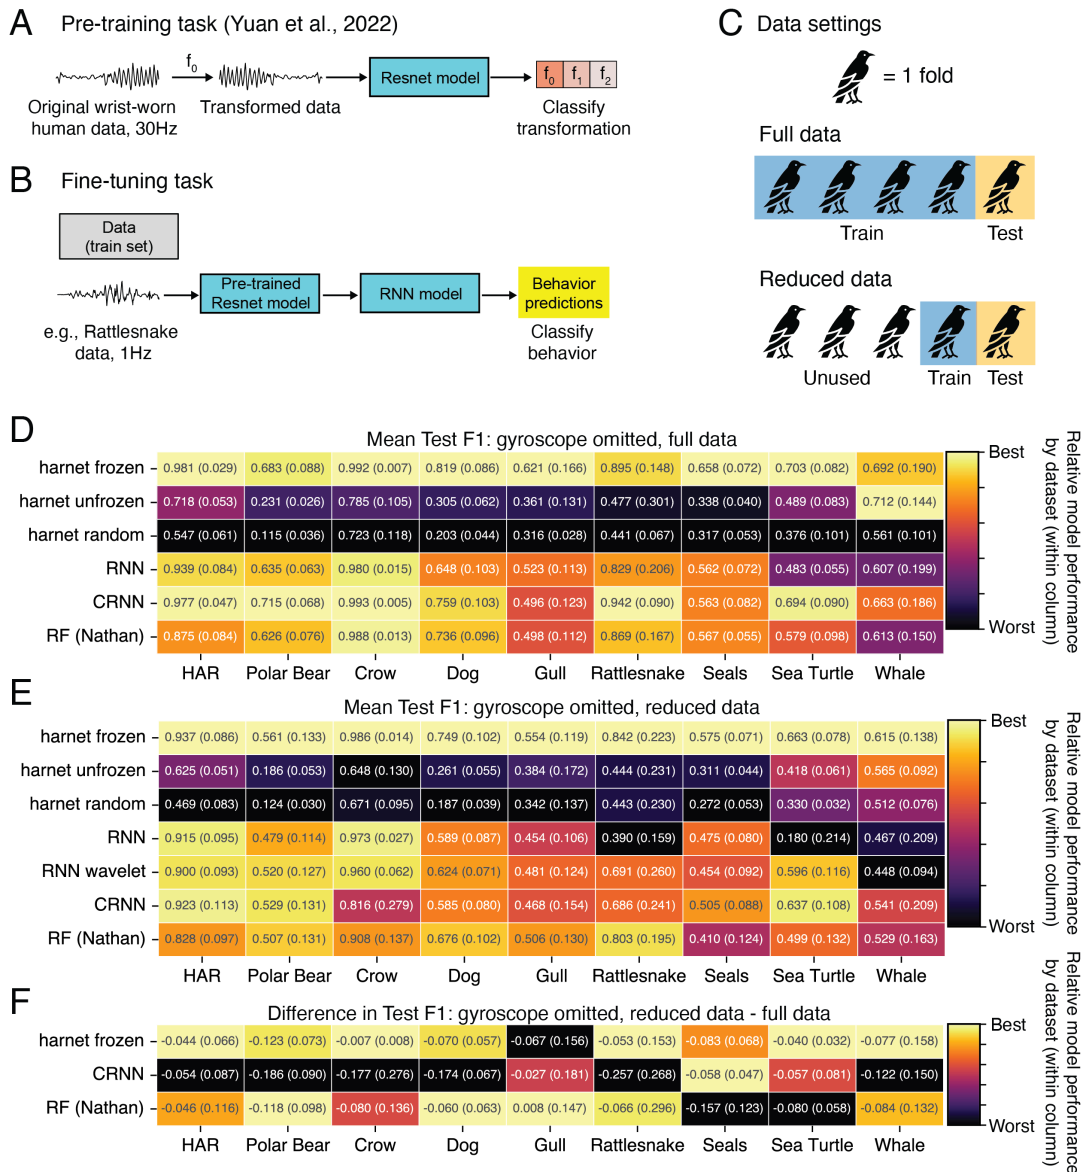 A
Pre-training task (Yuan et al., 2022)
f0
Resnet model
f0 f1 f2
Original wrist-worn
human data, 30Hz
Transformed data
Classify
transformation
B
Fine-tuning task
Data
(train set)
Pre-trained
Resnet model
RNN model
Behavior
predictions
e.g., Rattlesnake
data, 1Hz
Classify
behavior
C
Data settings
= 1 fold
Full data
Train
Test
Reduced data
Unused
Train
Test
D
Mean Test F1: gyroscope omitted, full data
harnet frozen 0.981 (0.029) 0.683 (0.088) 0.992 (0.007) 0.819 (0.086) 0.621 (0.166) 0.895 (0.148) 0.658 (0.072) 0.703 (0.082) 0.692 (0.190)
harnet unfrozen 0.718 (0.053) 0.231 (0.026) 0.785 (0.105) 0.305 (0.062) 0.361 (0.131) 0.477 (0.301) 0.338 (0.040) 0.489 (0.083) 0.712 (0.144)
harnet random 0.547 (0.061) 0.115 (0.036) 0.723 (0.118) 0.203 (0.044) 0.316 (0.028) 0.441 (0.067) 0.317 (0.053) 0.376 (0.101) 0.561 (0.101)
RNN 0.939 (0.084) 0.635 (0.063) 0.980 (0.015) 0.648 (0.103) 0.523 (0.113) 0.829 (0.206) 0.562 (0.072) 0.483 (0.055) 0.607 (0.199)
CRNN 0.977 (0.047) 0.715 (0.068) 0.993 (0.005) 0.759 (0.103) 0.496 (0.123) 0.942 (0.090) 0.563 (0.082) 0.694 (0.090) 0.663 (0.186)
RF (Nathan) 0.875 (0.084) 0.626 (0.076) 0.988 (0.013) 0.736 (0.096) 0.498 (0.112) 0.869 (0.167) 0.567 (0.055) 0.579 (0.098) 0.613 (0.150)
HAR Polar Bear Crow Dog Gull Rattlesnake Seals Sea Turtle Whale
Best
Worst
Relative model performance
by dataset (within column)
E
Mean Test F1: gyroscope omitted, reduced data
harnet frozen 0.937 (0.086) 0.561 (0.133) 0.986 (0.014) 0.749 (0.102) 0.554 (0.119) 0.842 (0.223) 0.575 (0.071) 0.663 (0.078) 0.615 (0.138)
harnet unfrozen 0.625 (0.051) 0.186 (0.053) 0.648 (0.130) 0.261 (0.055) 0.384 (0.172) 0.444 (0.231) 0.311 (0.044) 0.418 (0.061) 0.565 (0.092)
harnet random 0.469 (0.083) 0.124 (0.030) 0.671 (0.095) 0.187 (0.039) 0.342 (0.137) 0.443 (0.230) 0.272 (0.053) 0.330 (0.032) 0.512 (0.076)
RNN 0.915 (0.095) 0.479 (0.114) 0.973 (0.027) 0.589 (0.087) 0.454 (0.106) 0.390 (0.159) 0.475 (0.080) 0.180 (0.214) 0.467 (0.209)
RNN wavelet 0.900 (0.093) 0.520 (0.127) 0.960 (0.062) 0.624 (0.071) 0.481 (0.124) 0.691 (0.260) 0.454 (0.092) 0.596 (0.116) 0.448 (0.094)
CRNN 0.923 (0.113) 0.529 (0.131) 0.816 (0.279) 0.585 (0.080) 0.468 (0.154) 0.686 (0.241) 0.505 (0.088) 0.637 (0.108) 0.541 (0.209)
RF (Nathan) 0.828 (0.097) 0.507 (0.131) 0.908 (0.137) 0.676 (0.102) 0.506 (0.130) 0.803 (0.195) 0.410 (0.124) 0.499 (0.132) 0.529 (0.163)
HAR Polar Bear Crow Dog Gull Rattlesnake Seals Sea Turtle Whale
Best
Worst
Relative model performance
by dataset (within column)
F
Difference in Test F1: gyroscope omitted, reduced data - full data
harnet frozen -0.044 (0.066) -0.123 (0.073) -0.007 (0.008) -0.070 (0.057) -0.067 (0.156) -0.053 (0.153) -0.083 (0.068) -0.040 (0.032) -0.077 (0.158)
CRNN -0.054 (0.087) -0.186 (0.090) -0.177 (0.276) -0.174 (0.067) -0.027 (0.181) -0.257 (0.268) -0.058 (0.047) -0.057 (0.081) -0.122 (0.150)
RF (Nathan) -0.046 (0.116) -0.118 (0.098) -0.080 (0.136) -0.060 (0.063) 0.008 (0.147) -0.066 (0.296) -0.157 (0.123) -0.080 (0.058) -0.084 (0.132)
HAR Polar Bear Crow Dog Gull Rattlesnake Seals Sea Turtle Whale
Best
Worst
Relative model performance
by dataset (within column)